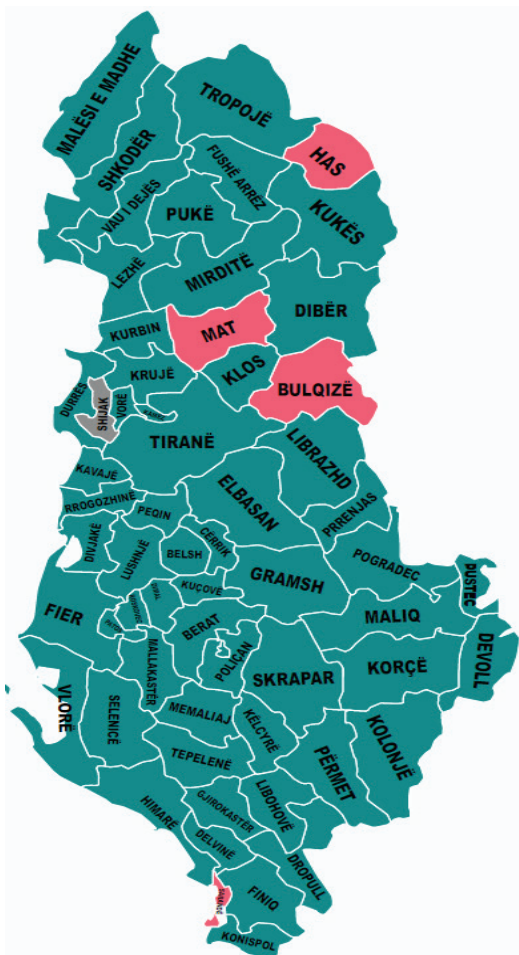 MALËSI E MADHE
TROPOJË
SHKODËR
HAS
FUSHË ARRËZ
VAU I DEJËS
PUKË
KUKËS
LEZHË
MIRDITË
DIBËR
KURBIN
MAT
KLOS
KRUJË
BULQIZË
DURRËS
SHIJAK
VORË
TIRANË
LIBRAZHD
KAVAJË
ELBASAN
RROGOZHINË
PEQIN
PRRENJAS
DIVJAKË
LUSHNJË
CËRRIK
BELSH
POGRADEC
GRAMSH
PUSTEC
KUÇOVË
FIER
MALIQ
BERAT
DEVOLL
POLIÇAN
MALLAKASTËR
SKRAPAR
KORÇË
VLORË
SELENICË
MEMALIAJ
KËLCYRË
KOLONJË
PËRMET
TEPELENË
LIBOHOVË
GJIROKASTËR
HIMARË
DELVINË
DROPULL
FINIQ
KONISPOL